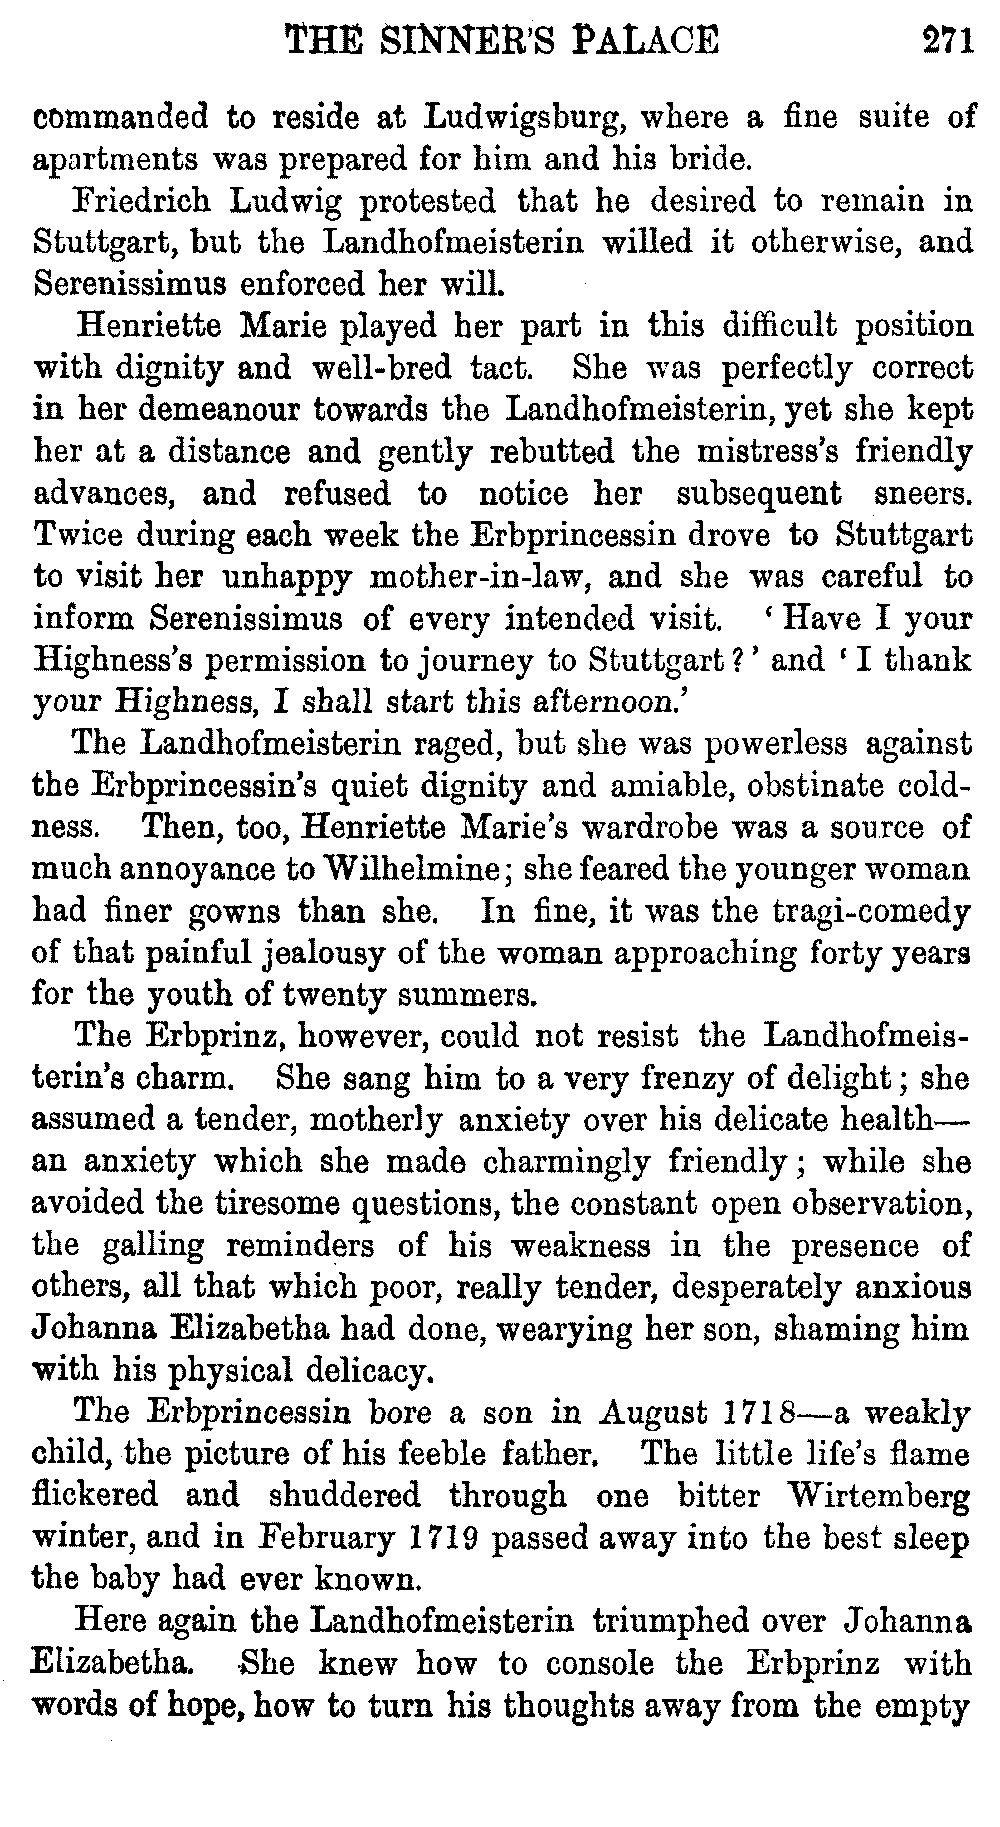 THE SINNER'S PALACE 271
commanded to reside at Ludwigsburg, where a fine suite of
apartments was prepared for him and his bride.
Friedrich Ludwig protested that he desired to remain in
Stuttgart, but the Landhofmeisterin willed it otherwise, and
Serenissimus enforced her will.
Henriette Marie played her part in this difficult position
with dignity and well-bred tact. She was perfectly correct
in her demeanour towards the Landhofmeisterin, yet she kept
her at a distance and gently rebutted the mistress's friendly
advances, and refused to notice her subsequent sneers.
Twice during each week the Erbprincessin drove to Stuttgart
to visit her unhappy mother-in-law, and she was careful to
inform Serenissimus of every intended visit. 'Have I your
Highness's permission to journey to Stuttgart?' and 'I thank
your Highness, I shall start this afternoon.'
The Landhofmeisterin raged, but she was powerless against
the Erbprincessin's quiet dignity and amiable, obstinate cold-
ness. Then, too, Henriette Marie's wardrobe was a source of
much annoyance to Wilhelmine; she feared the younger woman
had finer gowns than she. In fine, it was the tragi-comedy
of that painful jealousy of the woman approaching forty years
for the youth of twenty summers.
The Erbprinz, however, could not resist the Landhofmeis-
terin's charm. She sang him to a very frenzy of delight; she
assumed a tender, motherly anxiety over his delicate health—
an anxiety which she made charmingly friendly; while she
avoided the tiresome questions, the constant open observation,
the galling reminders of his weakness in the presence of
others, all that which poor, really tender, desperately anxious
Johanna Elizabetha had done, wearying her son, shaming him
with his physical delicacy.
The Erbprincessin bore a son in August 1718—a weakly
child, the picture of his feeble father. The little life's flame
flickered and shuddered through one bitter Wirtemberg
winter, and in February 1719 passed away into the best sleep
the baby had ever known.
Here again the Landhofmeisterin triumphed over Johanna
Elizabetha. She knew how to console the Erbprinz with
words of hope, how to turn his thoughts away from the empty